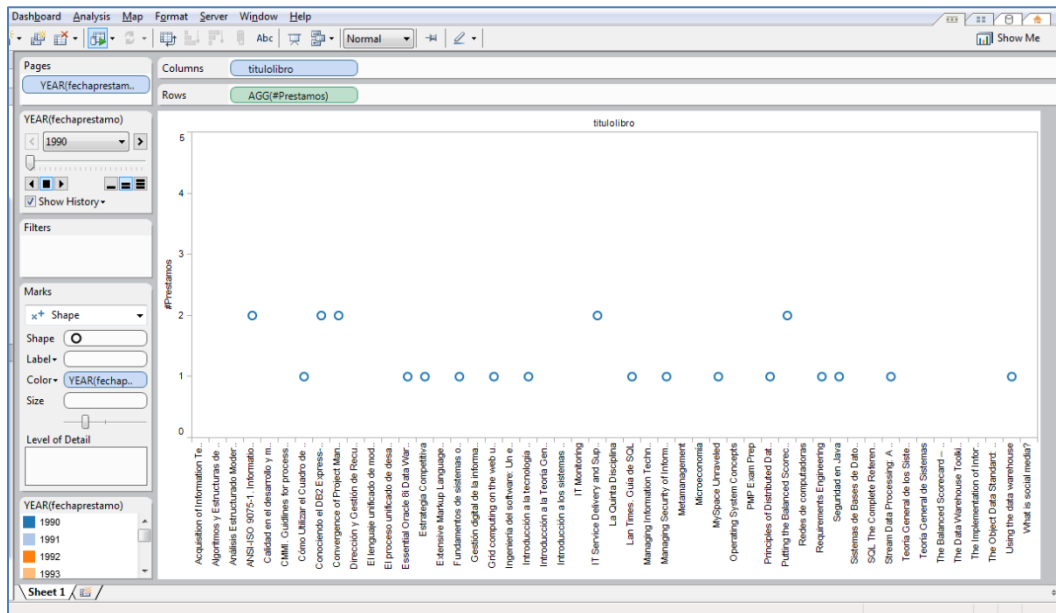 Dashboard Analysis Map Format Server Window Help
Abc Normal Show Me
Pages
YEAR(fechaprestam..
Columns titulolibro
Rows AGG(#Prestamos)
YEAR(fechaprestamo)
1990
Show History
Filters
Marks
Shape
Shape
Label
Color YEAR(fechap..
Size
Level of Detail
YEAR(fechaprestamo)
1990
1991
1992
1993
titulolibro
#Prestamos
5
4
3
2
1
0
Acquisition of Information Te..
Algoritmos y Estructuras de ..
Análisis Estructurado Moder..
ANSI-ISO 9075-1. Informatio..
Calidad en el desarrollo y m..
CMMI. Guidlines for process..
Cómo Utilizar el Cuadro de ..
Conociendo el DB2 Express-..
Convergence of Project Man..
Dirección y Gestión de Recu..
El lenguaje unificado de mod..
El proceso unificado de desa..
Essential Oracle 8i Data War..
Estrategia Competitiva
Extensive Markup Language..
Fundamentos de sistemas o..
Gestión digital de la informa..
Grid computing on the web u..
Ingeniería del software: Un e..
Introducción a la tecnología ..
Introducción a la Teoría Gen..
Introducción a los sistemas ..
IT Monitoring
IT Service Delivery and Sup..
La Quinta Disciplina
Lan Times. Guía de SQL
Managing Information Techn..
Managing Security of Inform..
Metamanagement
Microeconomía
MySpace Unraveled
Operating System Concepts
PMP Exam Prep
Principles of Distributed Dat..
Putting the Balanced Scorec..
Redes de computadoras
Requirements Engineering
Seguridad en Java
Sistemas de Bases de Dato..
SQL The Complete Referen..
Stream Data Processing: A ..
Teoría General de los Siste..
Teoría General de Sistemas
The Balanced Scorecard -- ..
The Data Warehouse Toolki..
The Implementation of Infor..
The Object Data Standard: ..
Using the data warehouse
What is social media?
Sheet 1